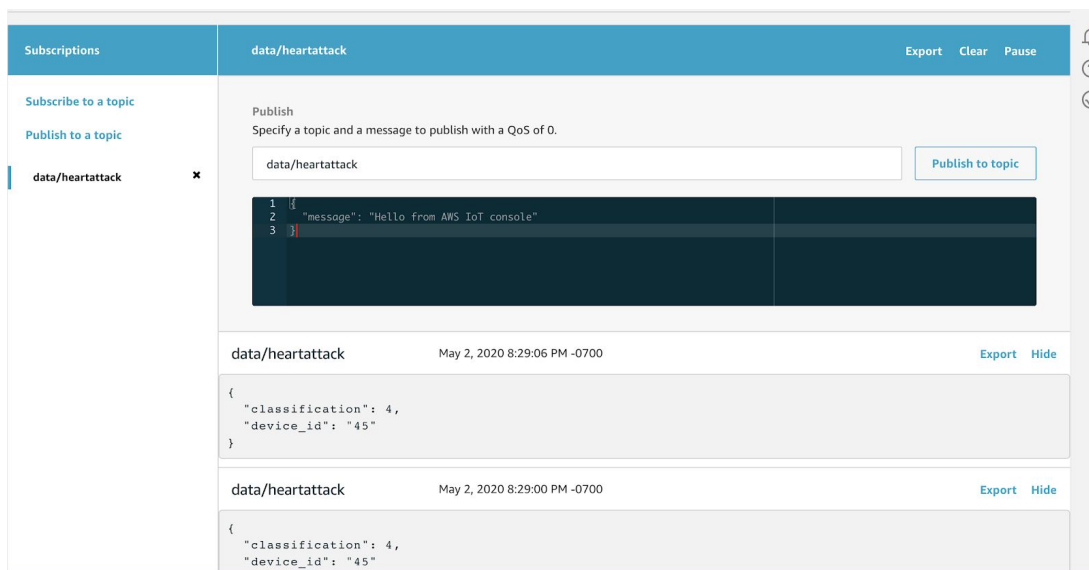 Subscriptions
data/heartattack
Export Clear Pause
Subscribe to a topic
Publish to a topic
data/heartattack
Publish
Specify a topic and a message to publish with a QoS of 0.
data/heartattack
Publish to topic
1 {
2 "message": "Hello from AWS IoT console"
3 }
data/heartattack May 2, 2020 8:29:06 PM -0700 Export Hide
{
"classification": 4,
"device_id": "45"
}
data/heartattack May 2, 2020 8:29:00 PM -0700 Export Hide
{
"classification": 4,
"device_id": "45"